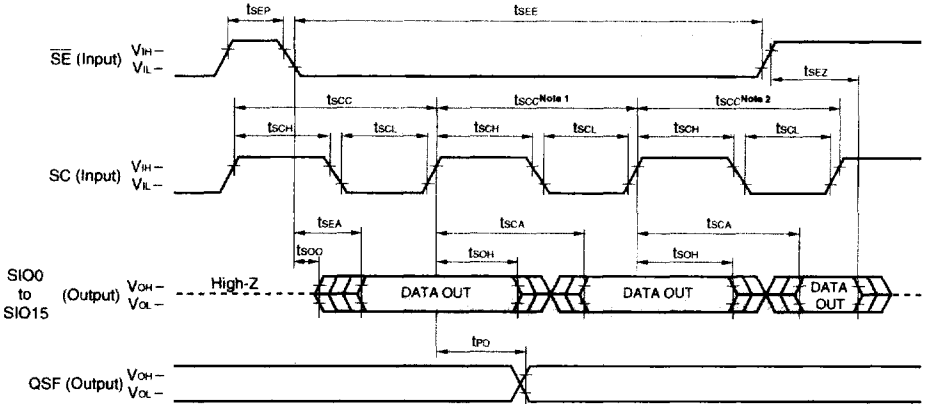 tSEP
tSEE
SE (Input) VIH
VIL
tSEZ
tSCC
tSCC Note 1
tSCC Note 2
tSCH
tSCL
tSCH
tSCL
tSCH
tSCL
SC (Input) VIH
VIL
tSEA
tSCA
tSCA
tSOO
tSOH
tSOH
SIO0
to
SIO15
(Output) VOH
VOL
High-Z
DATA OUT
DATA OUT
DATA
OUT
tPD
QSF (Output) VOH
VOL